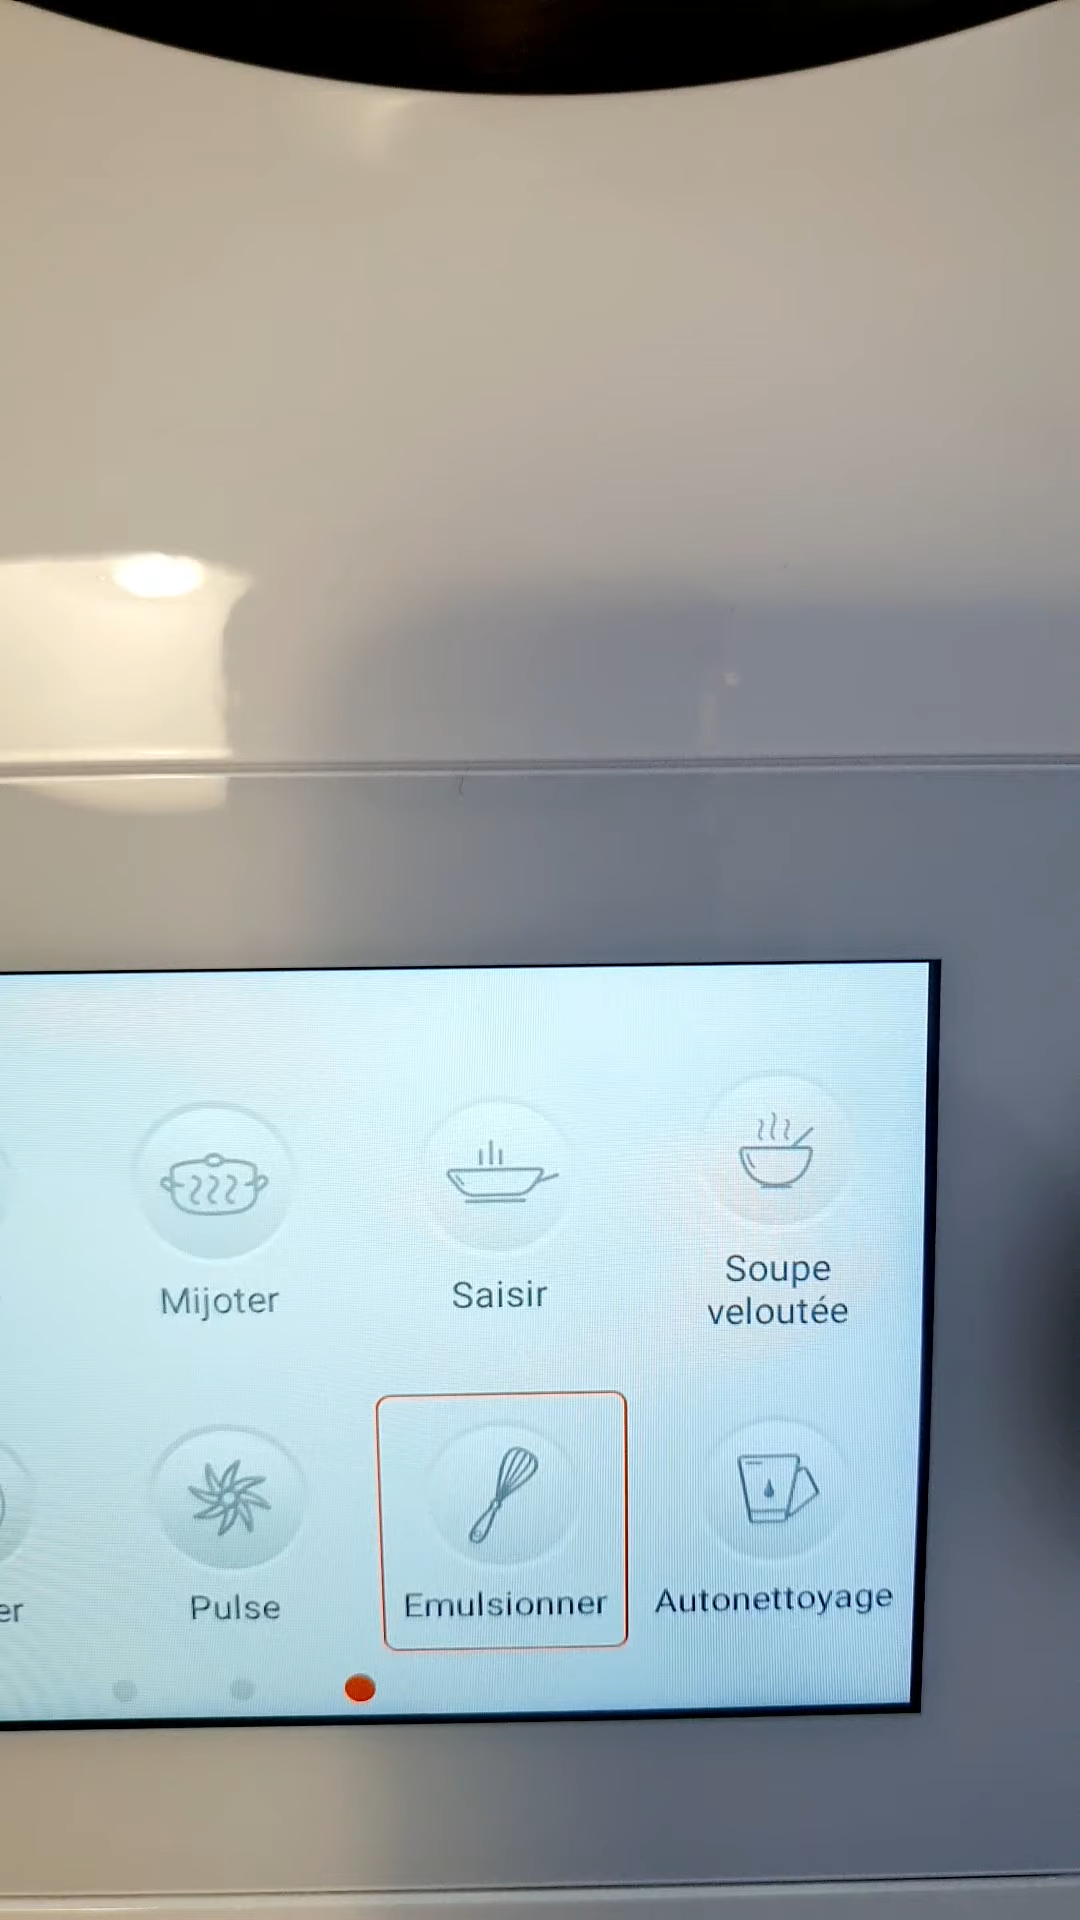 Mijoter
Saisir
Soupe
veloutée
er
Pulse
Emulsionner
Autonettoyage